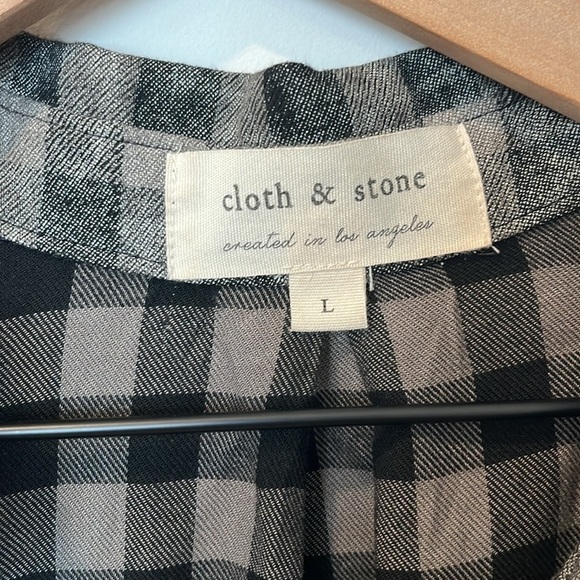 cloth & stone
created in los angeles
L